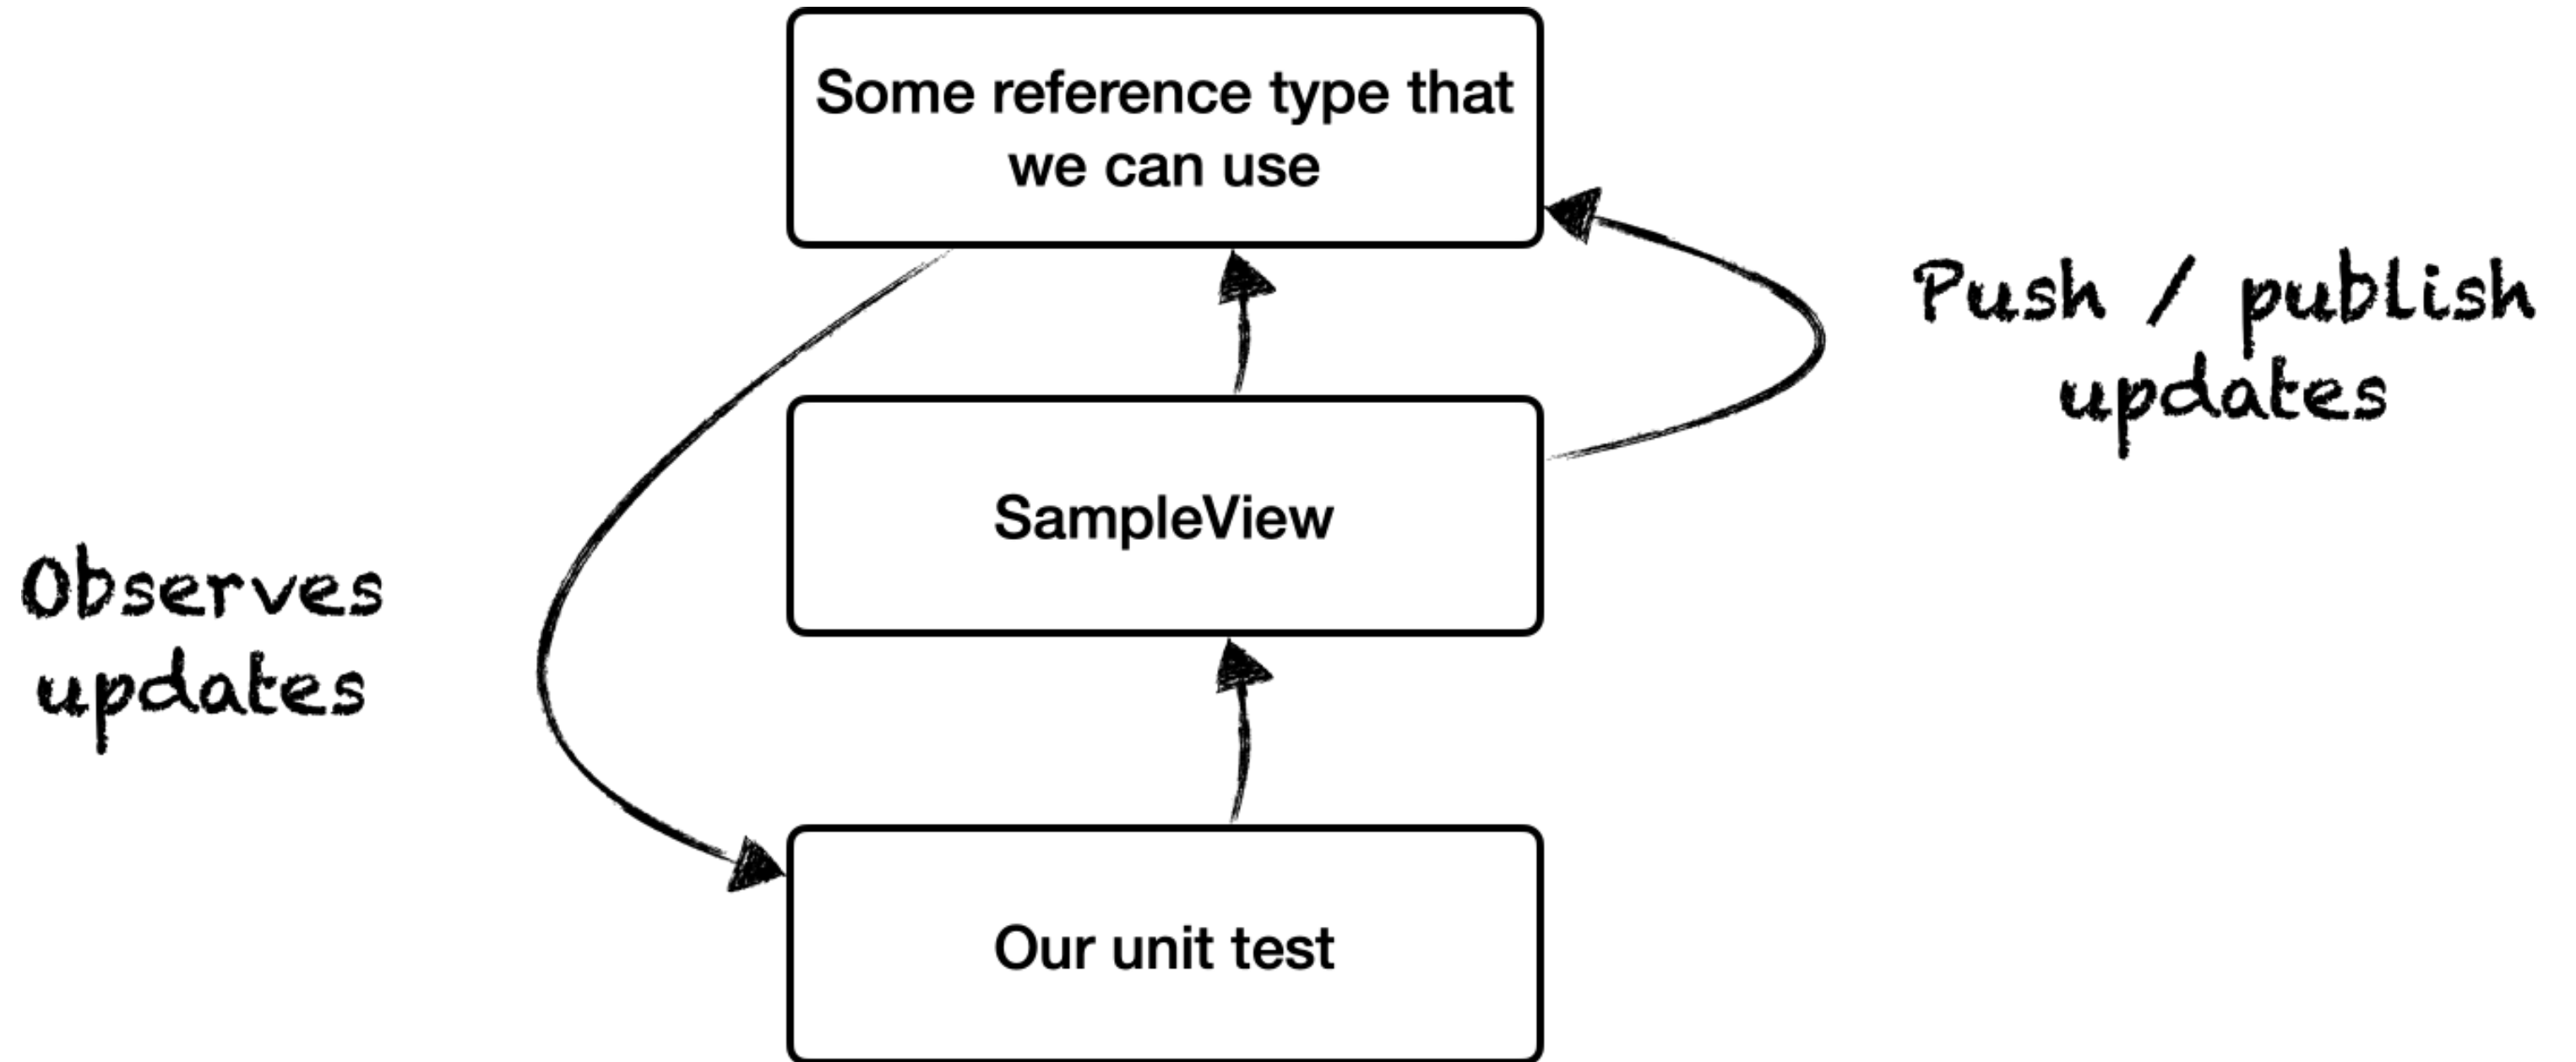 Some reference type that
we can use
Push / publish
updates
SampleView
Observes
updates
Our unit test